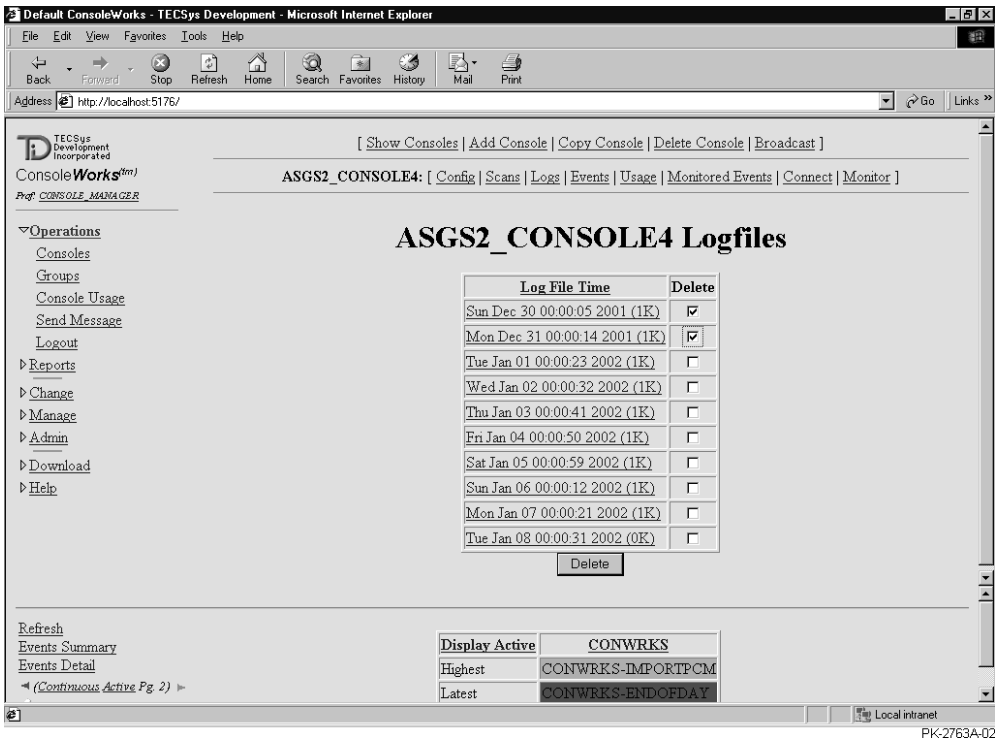 Default ConsoleWorks - TECSys Development - Microsoft Internet Explorer
File Edit View Favorites Tools Help
Back Forward Stop Refresh Home Search Favorites History Mail Print
Address http://localhost:5176/ Go Links »
TECSys
Development
Incorporated
ConsoleWorks(tm)
Prof: CONSOLE_MANAGER
[ Show Consoles | Add Console | Copy Console | Delete Console | Broadcast ]
ASGS2_CONSOLE4: [ Config | Scans | Logs | Events | Usage | Monitored Events | Connect | Monitor ]
Operations
Consoles
Groups
Console Usage
Send Message
Logout
Reports
Change
Manage
Admin
Download
Help
ASGS2_CONSOLE4 Logfiles
Log File Time Delete
Sun Dec 30 00:00:05 2001 (1K)
Mon Dec 31 00:00:14 2001 (1K)
Tue Jan 01 00:00:23 2002 (1K)
Wed Jan 02 00:00:32 2002 (1K)
Thu Jan 03 00:00:41 2002 (1K)
Fri Jan 04 00:00:50 2002 (1K)
Sat Jan 05 00:00:59 2002 (1K)
Sun Jan 06 00:00:12 2002 (1K)
Mon Jan 07 00:00:21 2002 (1K)
Tue Jan 08 00:00:31 2002 (0K)
Delete
Refresh
Events Summary
Events Detail
(Continuous Active Pg. 2)
Display Active CONWRKS
Highest CONWRKS-IMPORTPCM
Latest CONWRKS-ENDOFDAY
Local intranet
PK-2763A-02